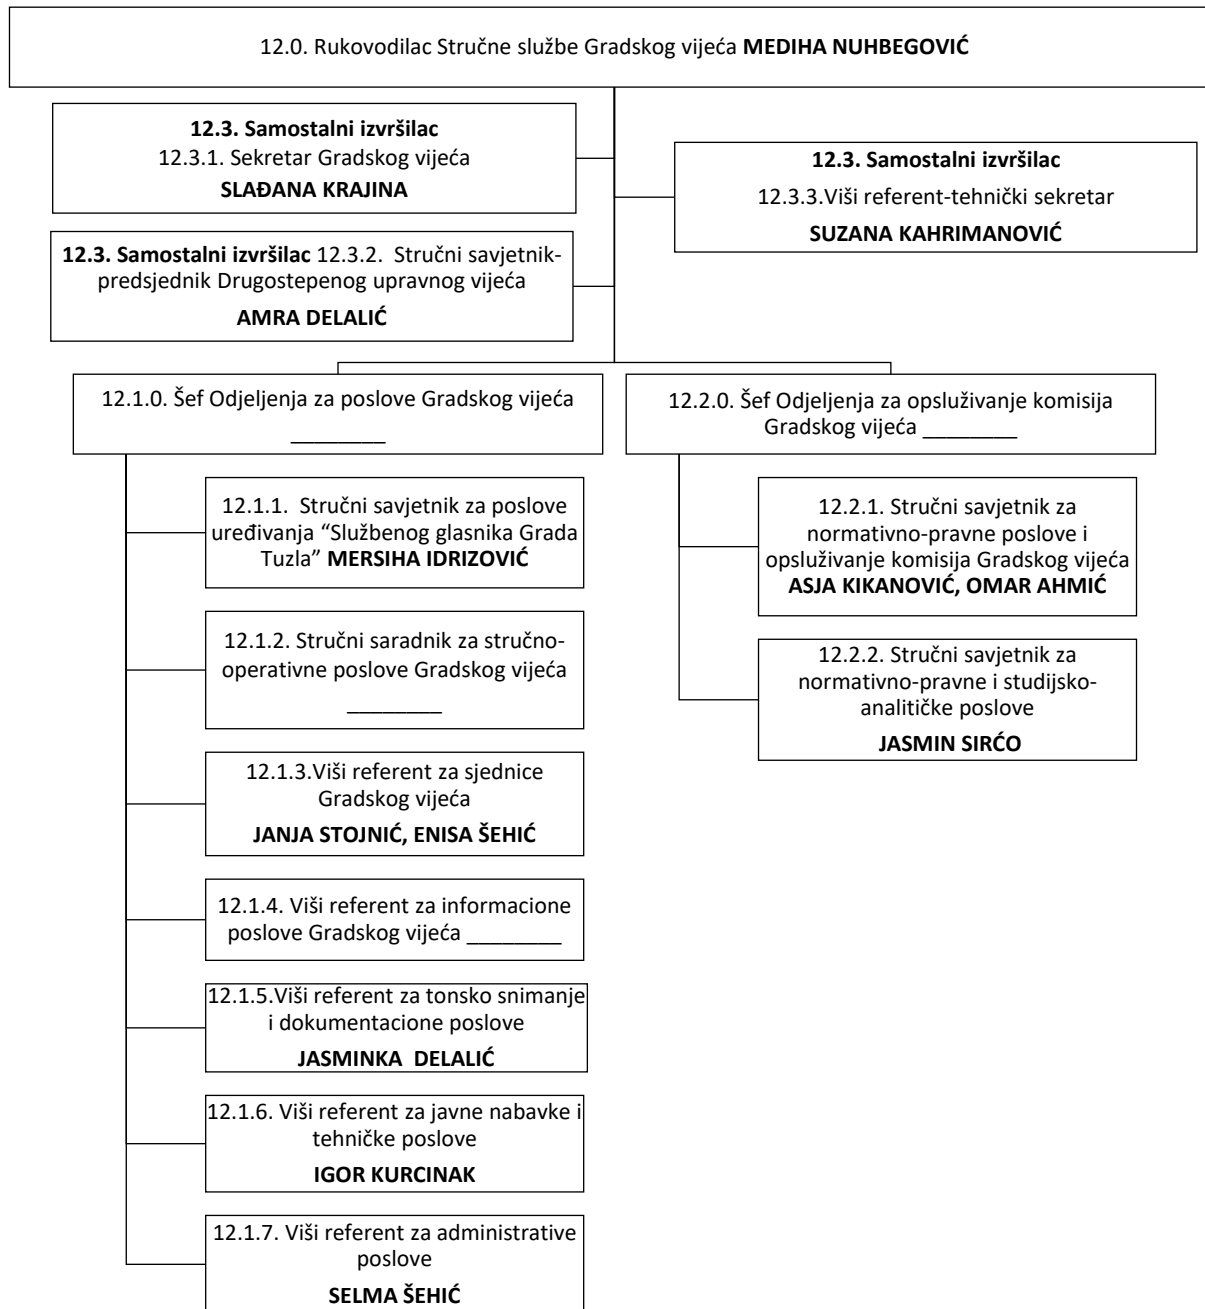 12.0. Rukovodilac Stručne službe Gradskog vijeća MEDIHA NUHBEGOVIĆ
12.3. Samostalni izvršilac
12.3.1. Sekretar Gradskog vijeća
SLAĐANA KRAJINA
12.3. Samostalni izvršilac
12.3.3.Viši referent-tehnički sekretar
SUZANA KAHRIMANOVIĆ
12.3. Samostalni izvršilac 12.3.2.  Stručni savjetnik-
predsjednik Drugostepenog upravnog vijeća
AMRA DELALIĆ
12.1.0. Šef Odjeljenja za poslove Gradskog vijeća
________
12.2.0. Šef Odjeljenja za opsluživanje komisija
Gradskog vijeća ________
12.1.1.  Stručni savjetnik za poslove
uređivanja “Službenog glasnika Grada
Tuzla” MERSIHA IDRIZOVIĆ
12.1.2. Stručni saradnik za stručno-
operativne poslove Gradskog vijeća
________
12.1.3.Viši referent za sjednice
Gradskog vijeća
JANJA STOJNIĆ, ENISA ŠEHIĆ
12.1.4. Viši referent za informacione
poslove Gradskog vijeća ________
12.1.5.Viši referent za tonsko snimanje
i dokumentacione poslove
JASMINKA  DELALIĆ
12.1.6. Viši referent za javne nabavke i
tehničke poslove
IGOR KURCINAK
12.1.7. Viši referent za administrative
poslove
SELMA ŠEHIĆ
12.2.1. Stručni savjetnik za
normativno-pravne poslove i
opsluživanje komisija Gradskog vijeća
ASJA KIKANOVIĆ, OMAR AHMIĆ
12.2.2. Stručni savjetnik za
normativno-pravne i studijsko-
analitičke poslove
JASMIN SIRĆO